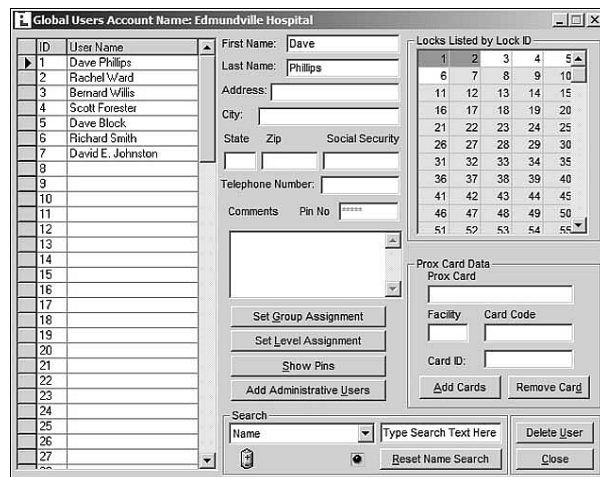 Global Users Account Name: Edmundville Hospital
ID User Name
1 Dave Phillips
2 Rachel Ward
3 Bernard Willis
4 Scott Forester
5 Dave Block
6 Richard Smith
7 David E. Johnston
8
9
10
11
12
13
14
15
16
17
18
19
20
21
22
23
24
25
26
27
First Name: Dave
Last Name: Phillips
Address:
City:
State Zip Social Security
Telephone Number:
Comments Pin No *****
Set Group Assignment
Set Level Assignment
Show Pins
Add Administrative Users
Locks Listed by Lock ID
1 2 3 4 5
6 7 8 9 10
11 12 13 14 15
16 17 18 19 20
21 22 23 24 25
26 27 28 29 30
31 32 33 34 35
36 37 38 39 40
41 42 43 44 45
46 47 48 49 50
51 52 53 54 55
Prox Card Data
Prox Card
Facility Card Code
Card ID:
Add Cards Remove Card
Search
Name Type Search Text Here
Reset Name Search
Delete User
Close